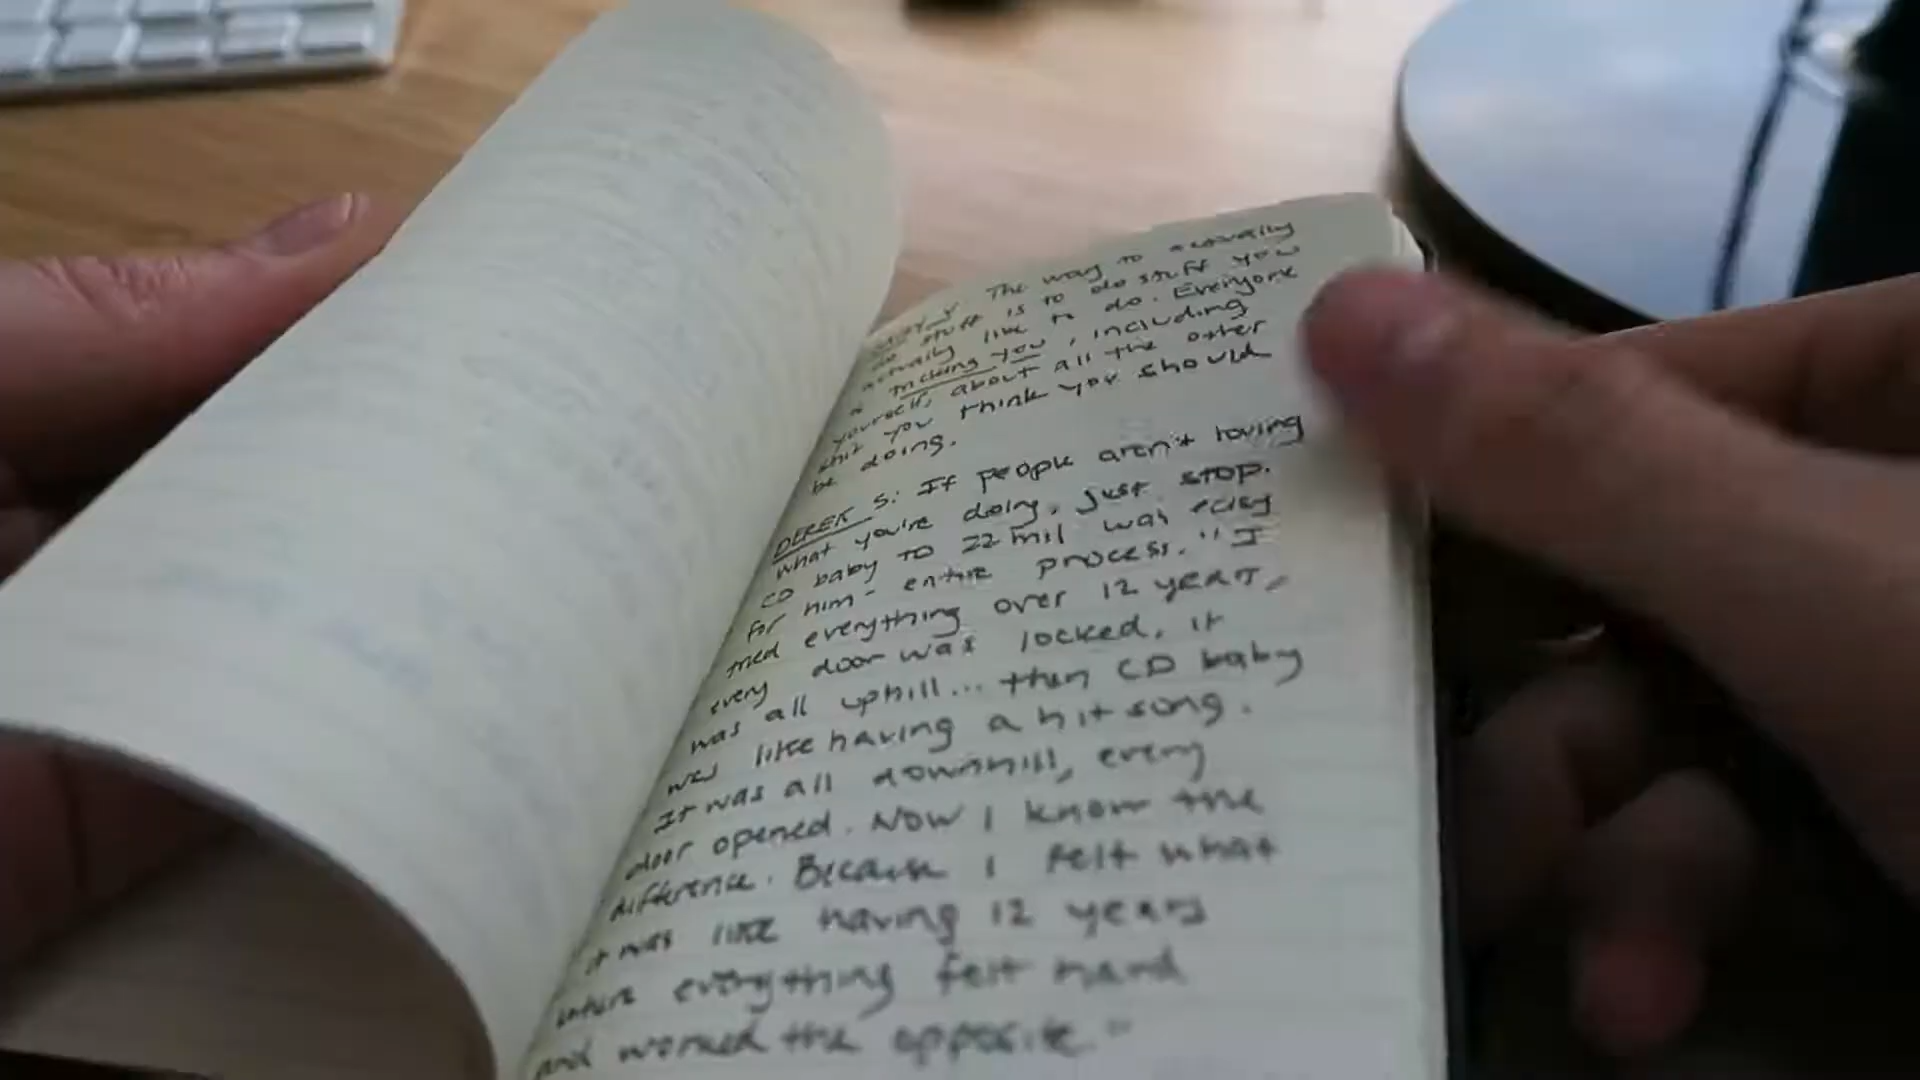 The way to actually
do stuff is to do stuff you
actually like to do. Everyone
is tricking you, including
yourself, about all the other
shit you think you should
be doing.
DEREK S: If people aren't loving
what you're doing, just stop.
CD baby to 22 mil was easy
for him - entire process. "I
tried everything over 12 years,
every door was locked, it
was all uphill... then CD baby
was like having a hit song.
It was all downhill, every
door opened. Now I know the
difference. Because I felt what
it was like having 12 years
where everything felt hard
and worked the opposite."